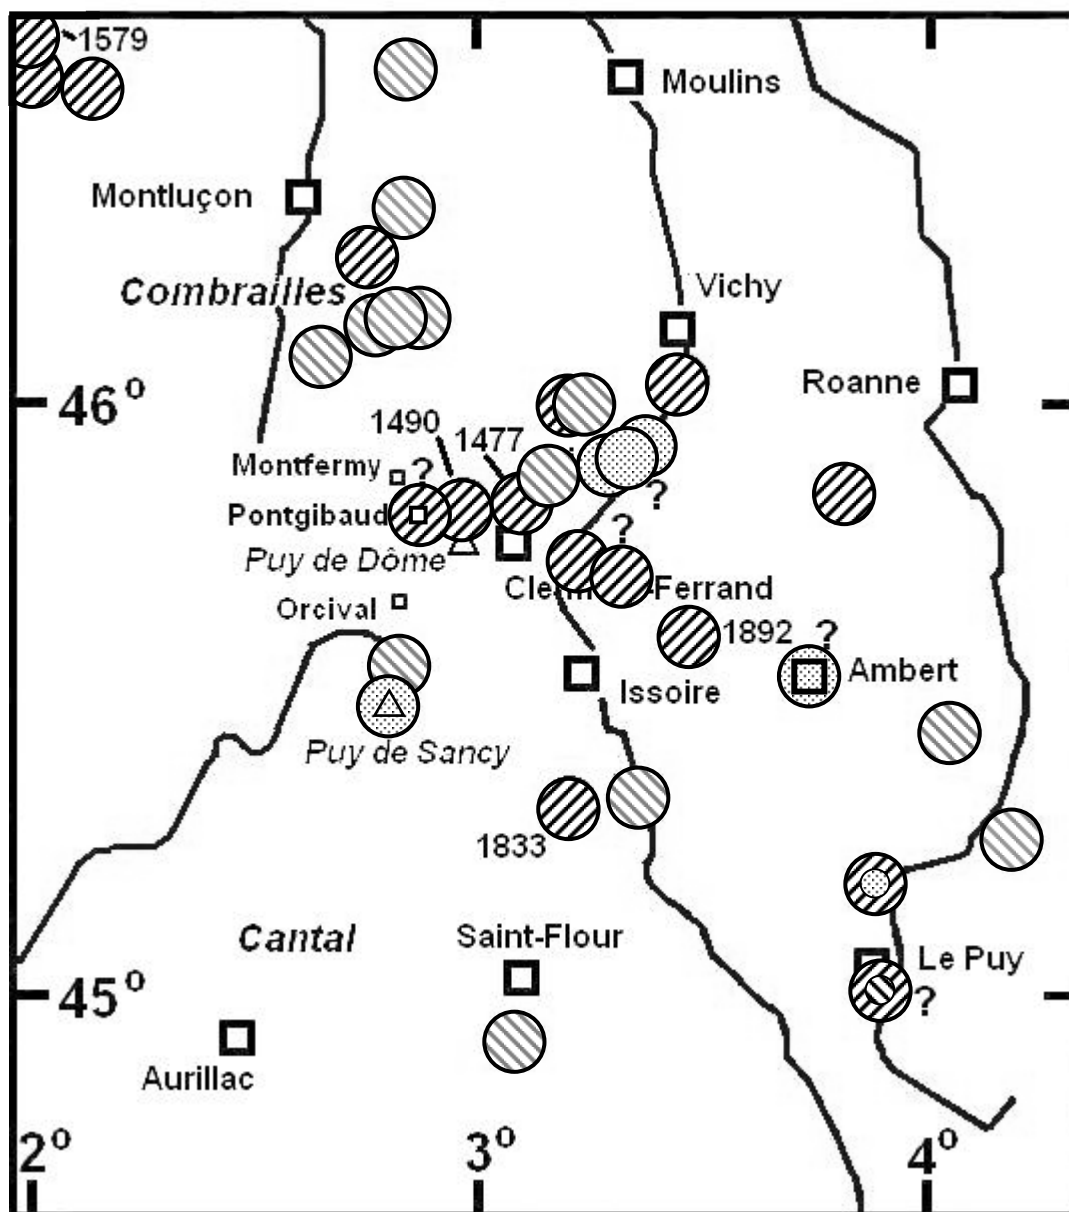 1579
Moulins
Montluçon
Combrailles
Vichy
Roanne
46°
1490
1477
Montfermy
?
?
Pontgibaud
?
Puy de Dôme
Orcival
Ferrand
1892
?
Ambert
Issoire
Puy de Sancy
1833
Cantal
Saint-Flour
Le Puy
45°
?
Aurillac
2°
3°
4°